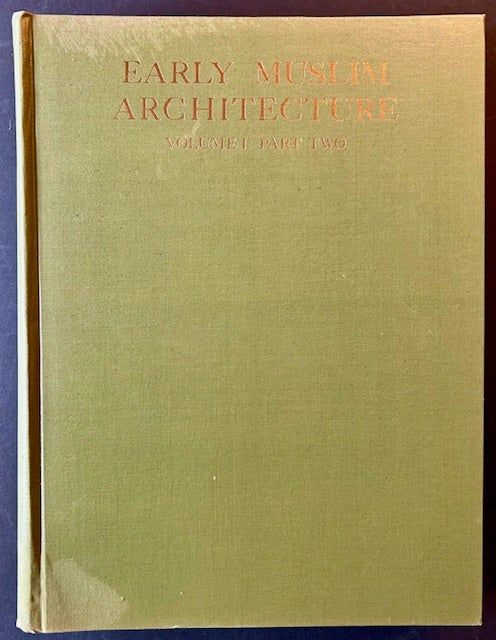 EARLY MUSLIM
ARCHITECTURE
VOLUME I PART TWO